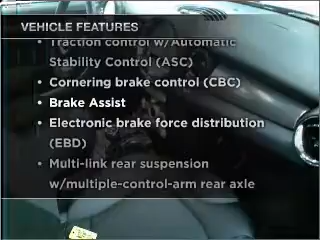 VEHICLE FEATURES
• Traction control w/Automatic
Stability Control (ASC)
• Cornering brake control (CBC)
• Brake Assist
• Electronic brake force distribution
(EBD)
• Multi-link rear suspension
w/multiple-control-arm rear axle